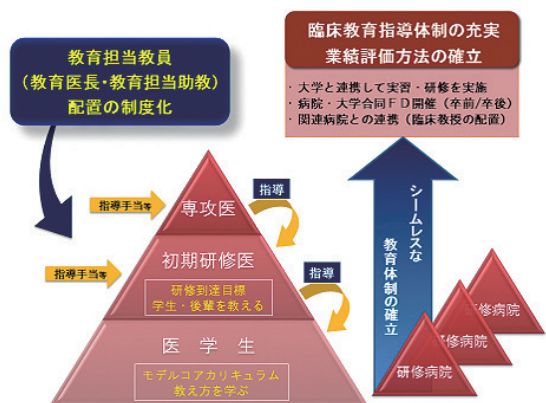 教育担当教員
（教育医長・教育担当助教）
配置の制度化
臨床教育指導体制の充実
業績評価方法の確立
・大学と連携して実習・研修を実施
・病院・大学合同ＦＤ開催（卒前/卒後）
・関連病院との連携（臨床教授の配置）
指導手当等
専攻医
指導
指導手当等
初期研修医
研修到達目標
学生・後輩を教える
指導
医学生
モデルコアカリキュラム
教え方を学ぶ
シームレスな
教育体制の確立
研修病院
研修病院
研修病院